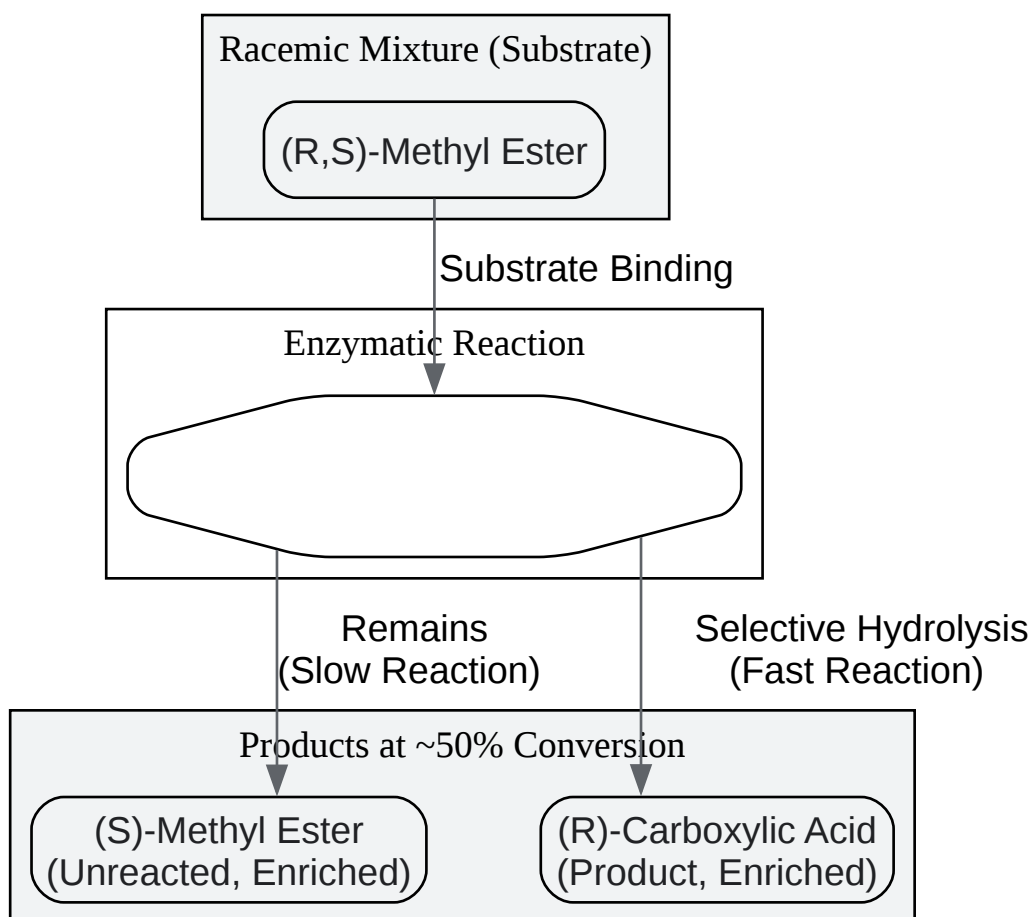 Racemic Mixture (Substrate)
(R,S)-Methyl Ester
Substrate Binding
Enzymatic Reaction
Remains
(Slow Reaction)
Selective Hydrolysis
(Fast Reaction)
Products at ~50% Conversion
(S)-Methyl Ester
(Unreacted, Enriched)
(R)-Carboxylic Acid
(Product, Enriched)